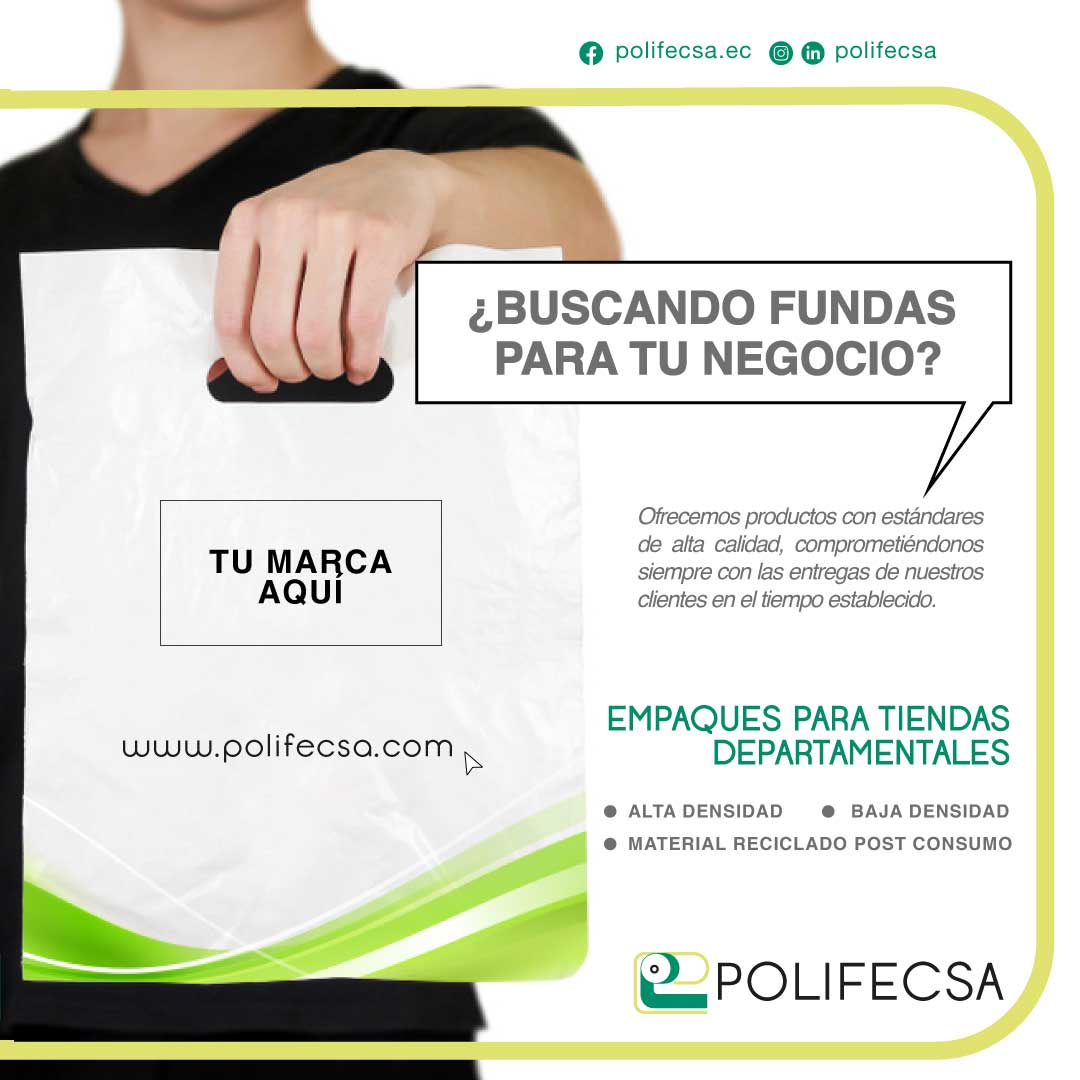 polifecsa.ec polifecsa
¿BUSCANDO FUNDAS
PARA TU NEGOCIO?
Ofrecemos productos con estándares
de alta calidad, comprometiéndonos
siempre con las entregas de nuestros
clientes en el tiempo establecido.
TU MARCA
AQUÍ
www.polifecsa.com
EMPAQUES PARA TIENDAS
DEPARTAMENTALES
ALTA DENSIDAD BAJA DENSIDAD
MATERIAL RECICLADO POST CONSUMO
POLIFECSA